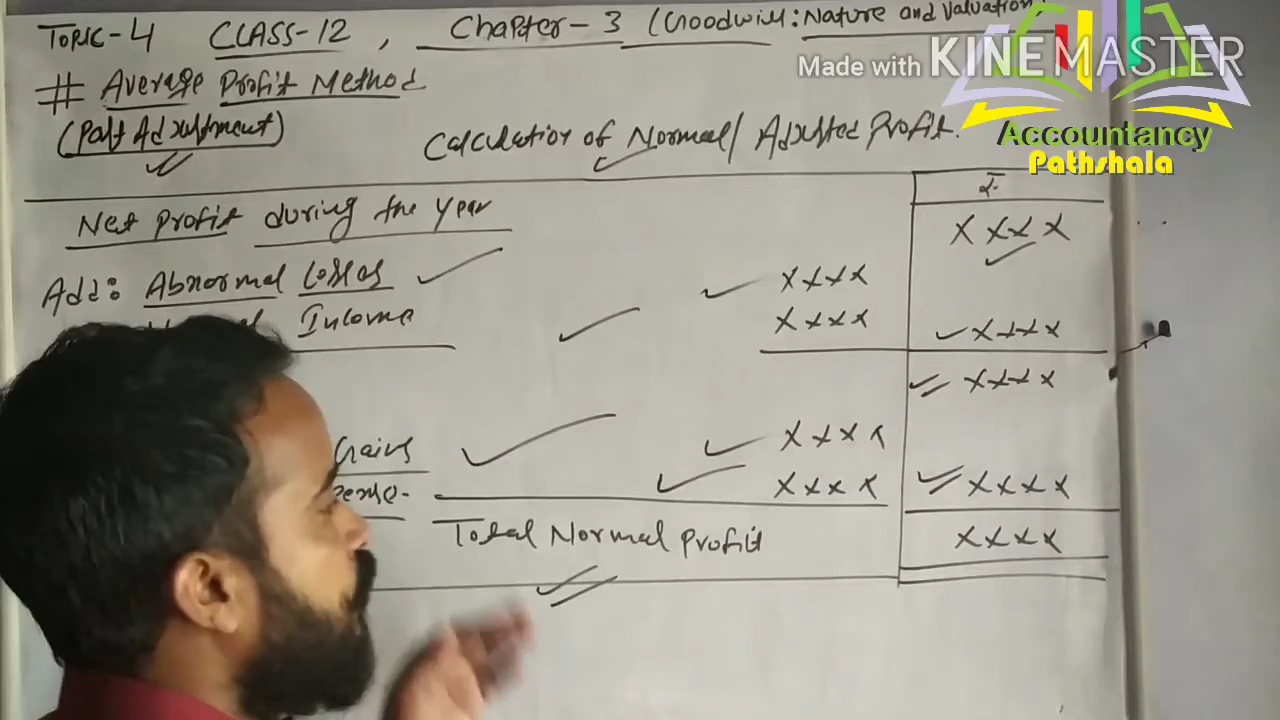 Topic-4 CLASS-12, Chapter-3 (Goodwill: Nature and Valuation)
Made with KINEMASTER
# Average Profit Method
(Past Adjustment)
Calculation of Normal/Adjusted Profit.
Accountancy
Pathshala
₹
Net Profit during the Year XXXX
Add: Abnormal Losses XXXX
Income XXXX XXXX
XXXX
Gains XXXX
XXXX XXXX
Total Normal Profit XXXX